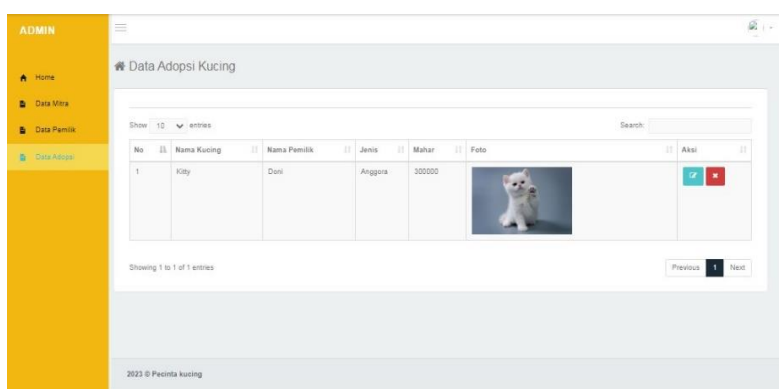 ADMIN
Home
Data Mitra
Data Pemilik
Data Adopsi
Data Adopsi Kucing
Show 10 entries
Search:
No Nama Kucing Nama Pemilik Jenis Mahar Foto Aksi
1 Kitty Doni Anggora 300000
Showing 1 to 1 of 1 entries
Previous 1 Next
2023 © Pecinta kucing